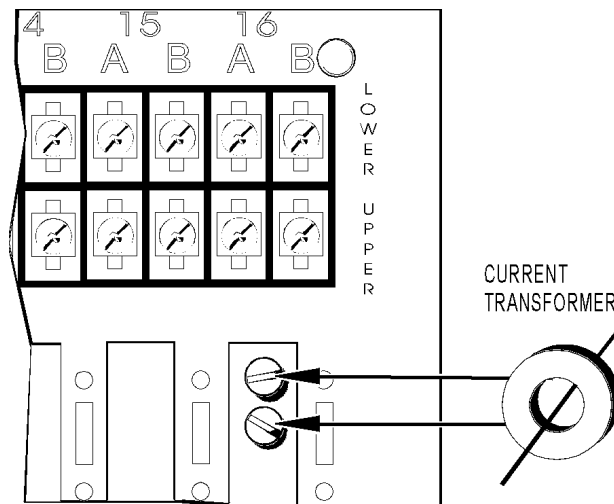 4 15 16
B A B A B
LOWER
UPPER
CURRENT
TRANSFORMER